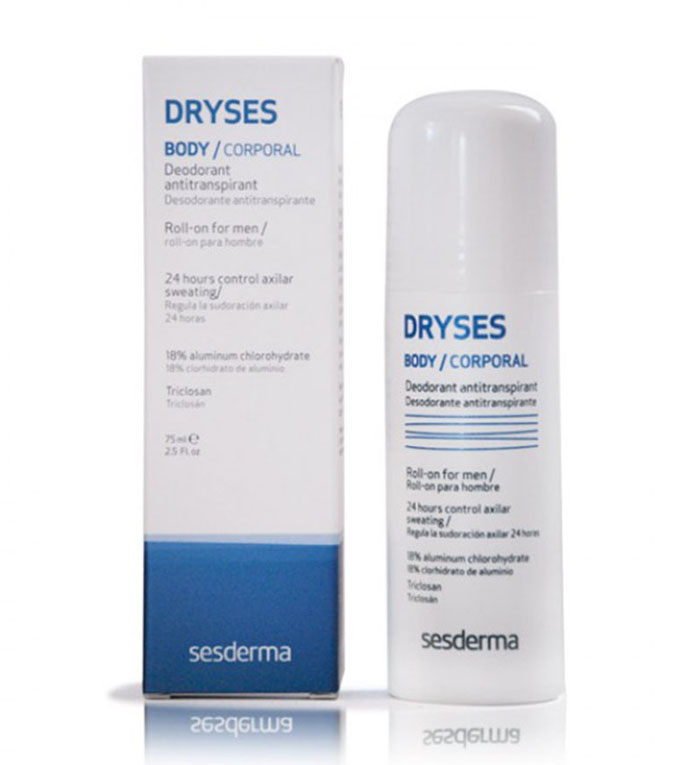 DRYSES
BODY / CORPORAL
Deodorant
antitranspirant
Desodorante antitranspirante
Roll-on for men /
roll-on para hombre
24 hours control axilar
sweating/
Regula la sudoración axilar
24 horas
18% aluminum chlorohydrate
18% clorhidrato de aluminio
Triclosan
Triclosán
75 ml e
2.5 Fl. oz
sesderma
DRYSES
BODY / CORPORAL
Deodorant antitranspirant
Desodorante antitranspirante
Roll-on for men /
Roll-on para hombre
24 hours control axilar
sweating /
Regula la sudoración axilar 24 horas
18% aluminum chlorohydrate
18% clorhidrato de aluminio
Triclosan
Triclosán
sesderma